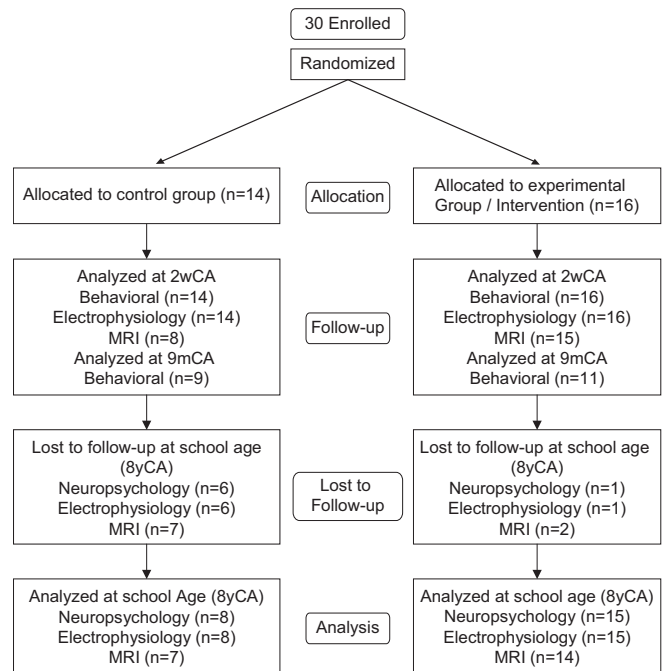 30 Enrolled
Randomized
Allocated to control group (n=14)
Allocation
Allocated to experimental
Group / Intervention (n=16)
Analyzed at 2wCA
Behavioral (n=14)
Electrophysiology (n=14)
MRI (n=8)
Analyzed at 9mCA
Behavioral (n=9)
Follow-up
Analyzed at 2wCA
Behavioral (n=16)
Electrophysiology (n=16)
MRI (n=15)
Analyzed at 9mCA
Behavioral (n=11)
Lost to follow-up at school age
(8yCA)
Neuropsychology (n=6)
Electrophysiology (n=6)
MRI (n=7)
Lost to
Follow-up
Lost to follow-up at school age
(8yCA)
Neuropsychology (n=1)
Electrophysiology (n=1)
MRI (n=2)
Analyzed at school Age (8yCA)
Neuropsychology (n=8)
Electrophysiology (n=8)
MRI (n=7)
Analysis
Analyzed at school age (8yCA)
Neuropsychology (n=15)
Electrophysiology (n=15)
MRI (n=14)